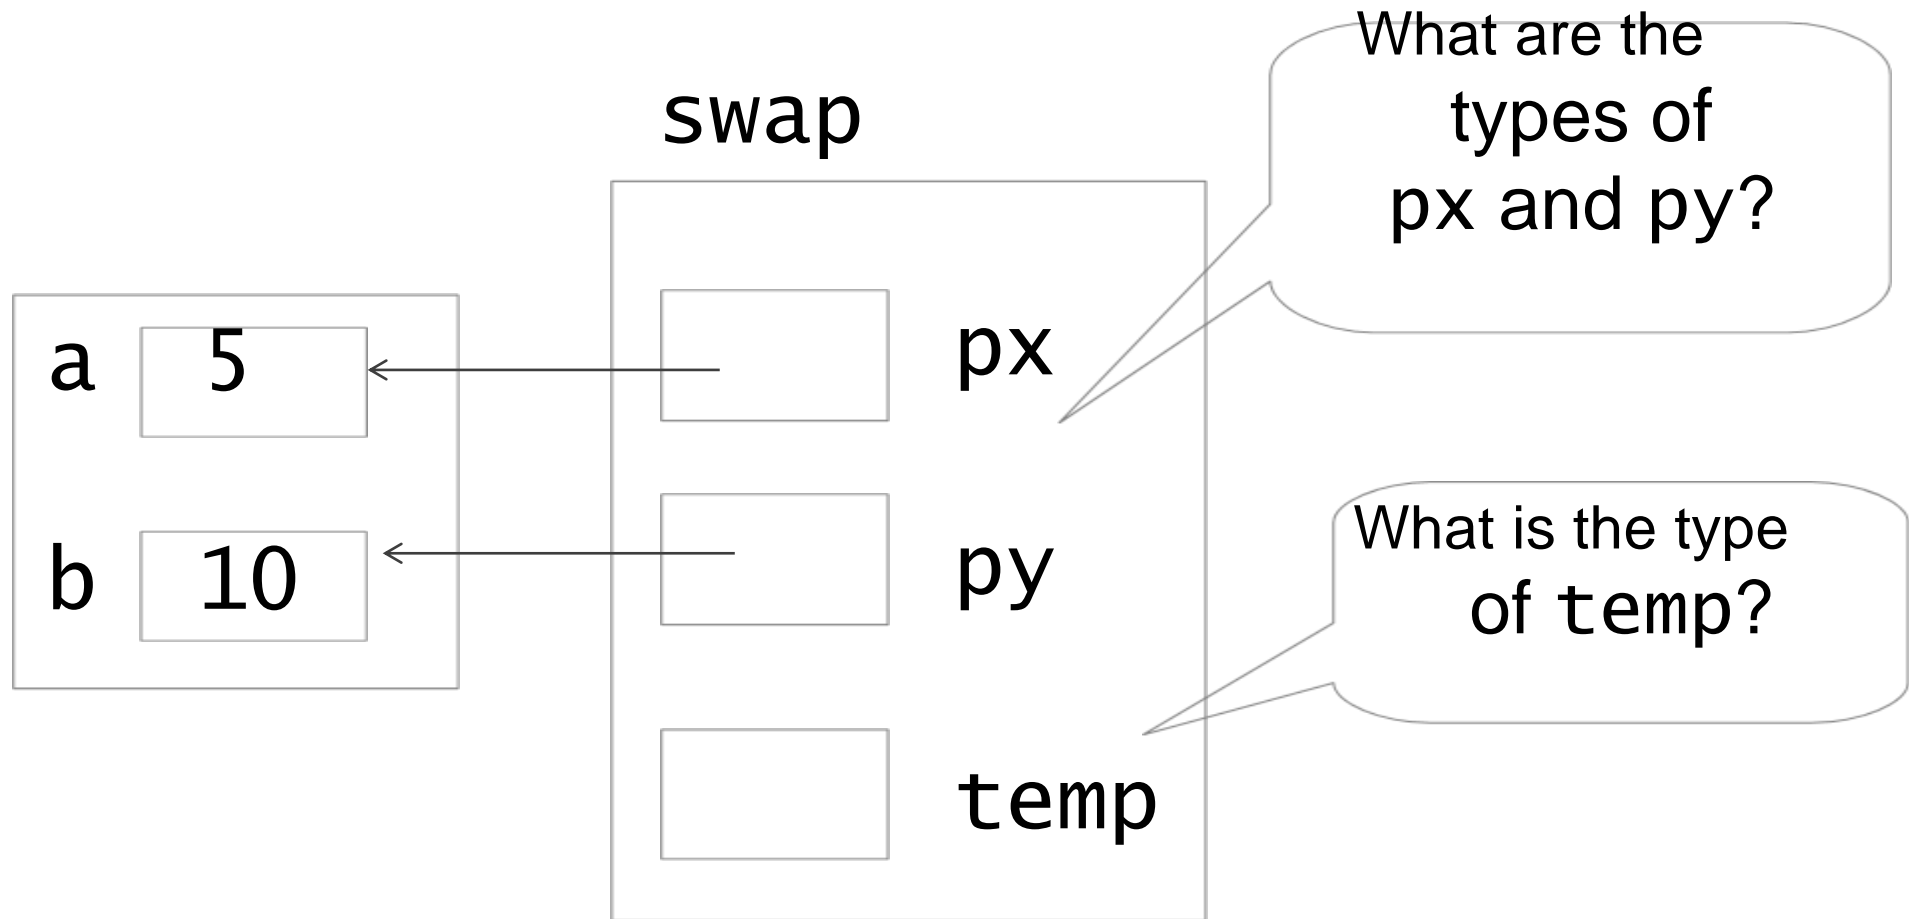 What are the
types of
px and py?
swap
a 5
px
b 10
py
What is the type
of temp?
temp